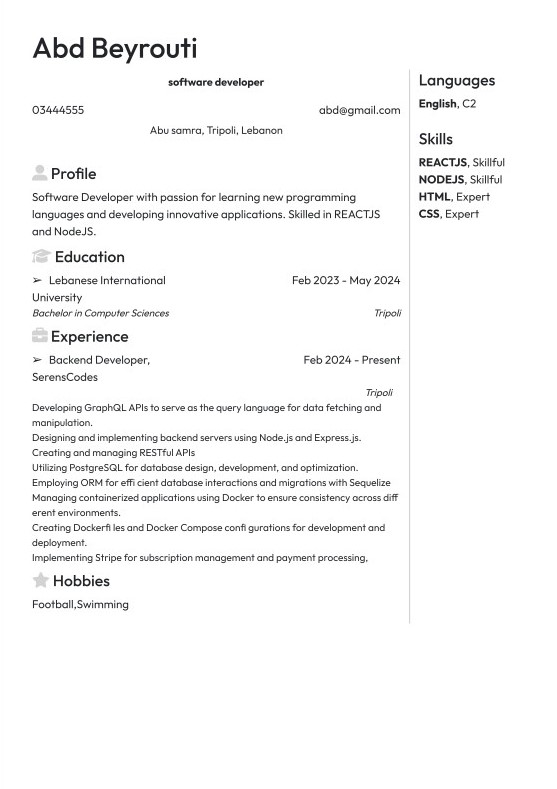 Abd Beyrouti
software developer
03444555 abd@gmail.com
Abu samra, Tripoli, Lebanon
Profile
Software Developer with passion for learning new programming
languages and developing innovative applications. Skilled in REACTJS
and NodeJS.
Education
➢ Lebanese International Feb 2023 - May 2024
University
Bachelor in Computer Sciences Tripoli
Experience
➢ Backend Developer, Feb 2024 - Present
SerensCodes
Tripoli
Developing GraphQL APIs to serve as the query language for data fetching and
manipulation.
Designing and implementing backend servers using Node.js and Express.js.
Creating and managing RESTful APIs
Utilizing PostgreSQL for database design, development, and optimization.
Employing ORM for effi cient database interactions and migrations with Sequelize
Managing containerized applications using Docker to ensure consistency across diff
erent environments.
Creating Dockerfi les and Docker Compose confi gurations for development and
deployment.
Implementing Stripe for subscription management and payment processing,
Hobbies
Football,Swimming
Languages
English, C2
Skills
REACTJS, Skillful
NODEJS, Skillful
HTML, Expert
CSS, Expert